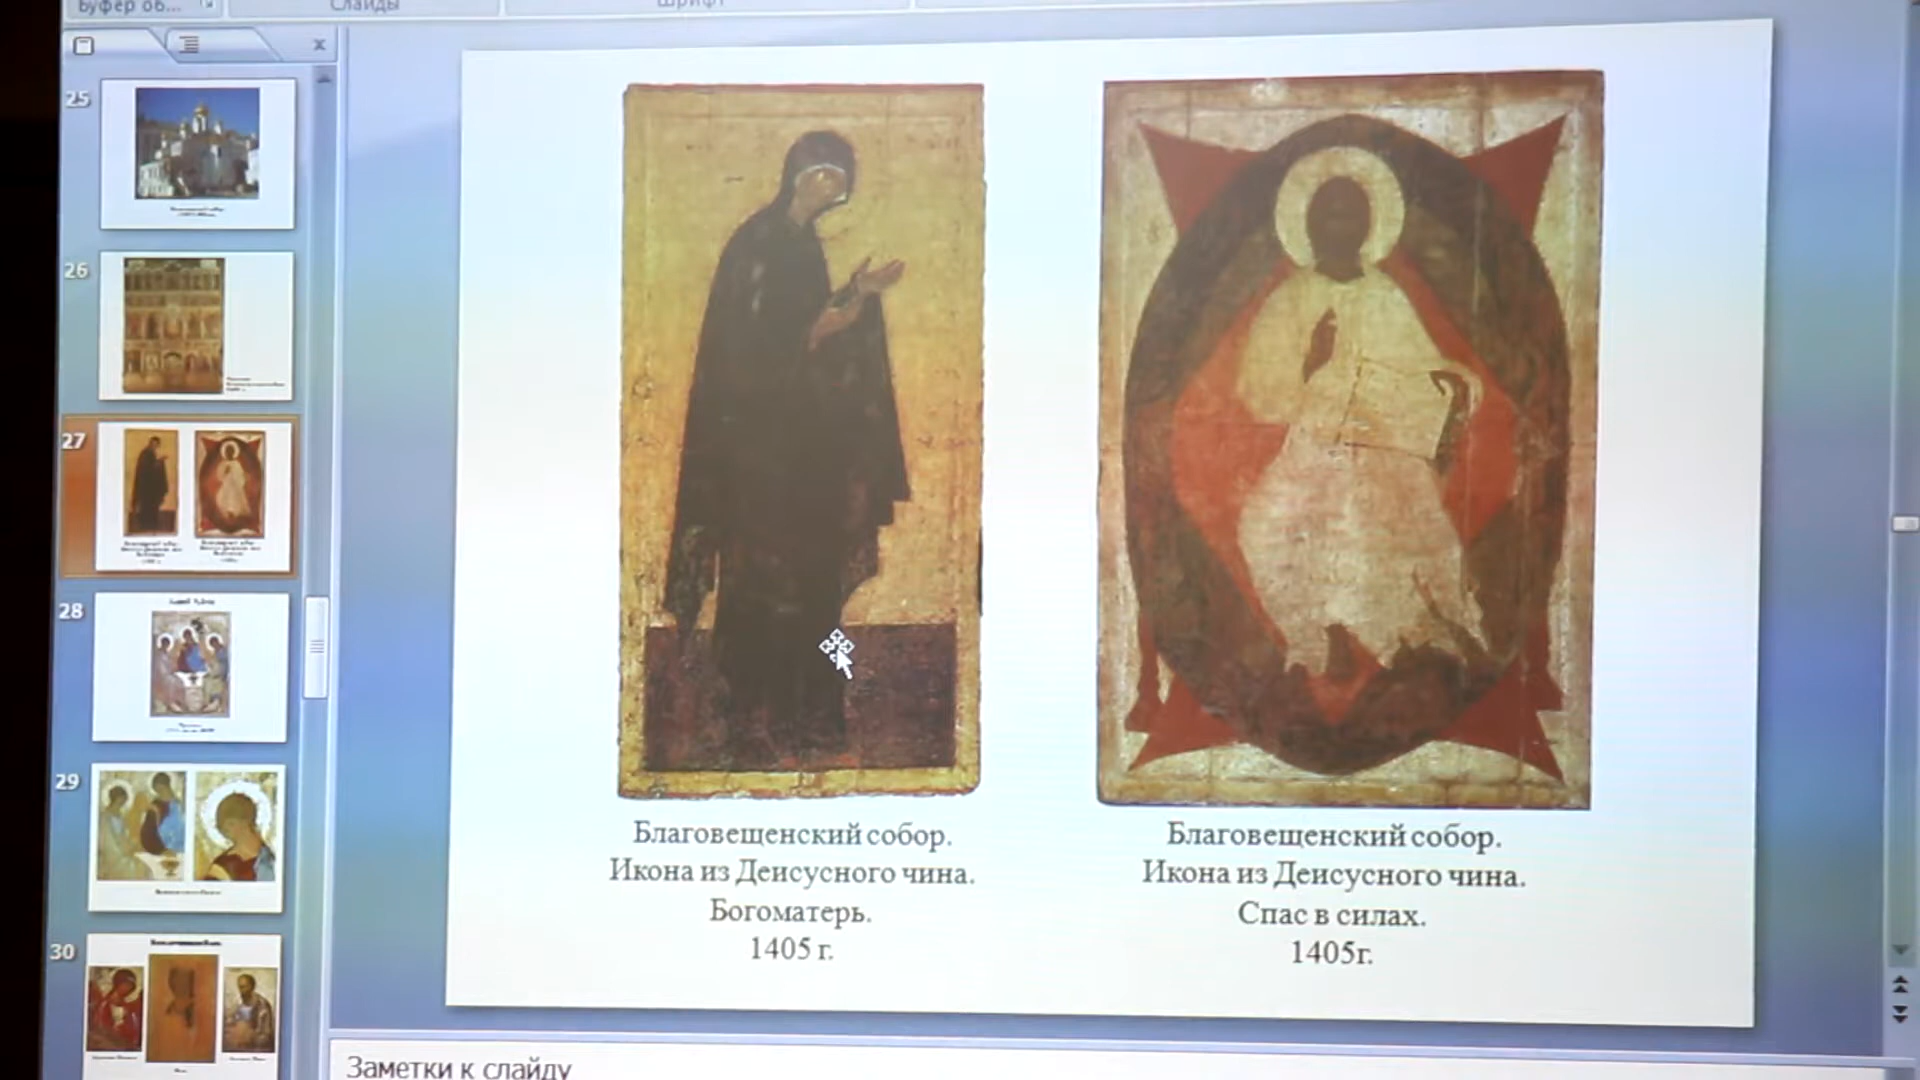 Буфер об...
Слайды
Шрифт
25
26
27
28
29
30
Благовещенский собор.
Икона из Деисусного чина.
Богоматерь.
1405 г.
Благовещенский собор.
Икона из Деисусного чина.
Спас в силах.
1405г.
Заметки к слайду